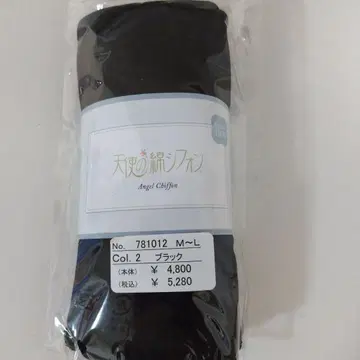 天使の綿シフォン
Angel Chiffon
No. 781012 M～L
Col. 2 ブラック
(本体) ￥ 4,800
(税込) ￥ 5,280